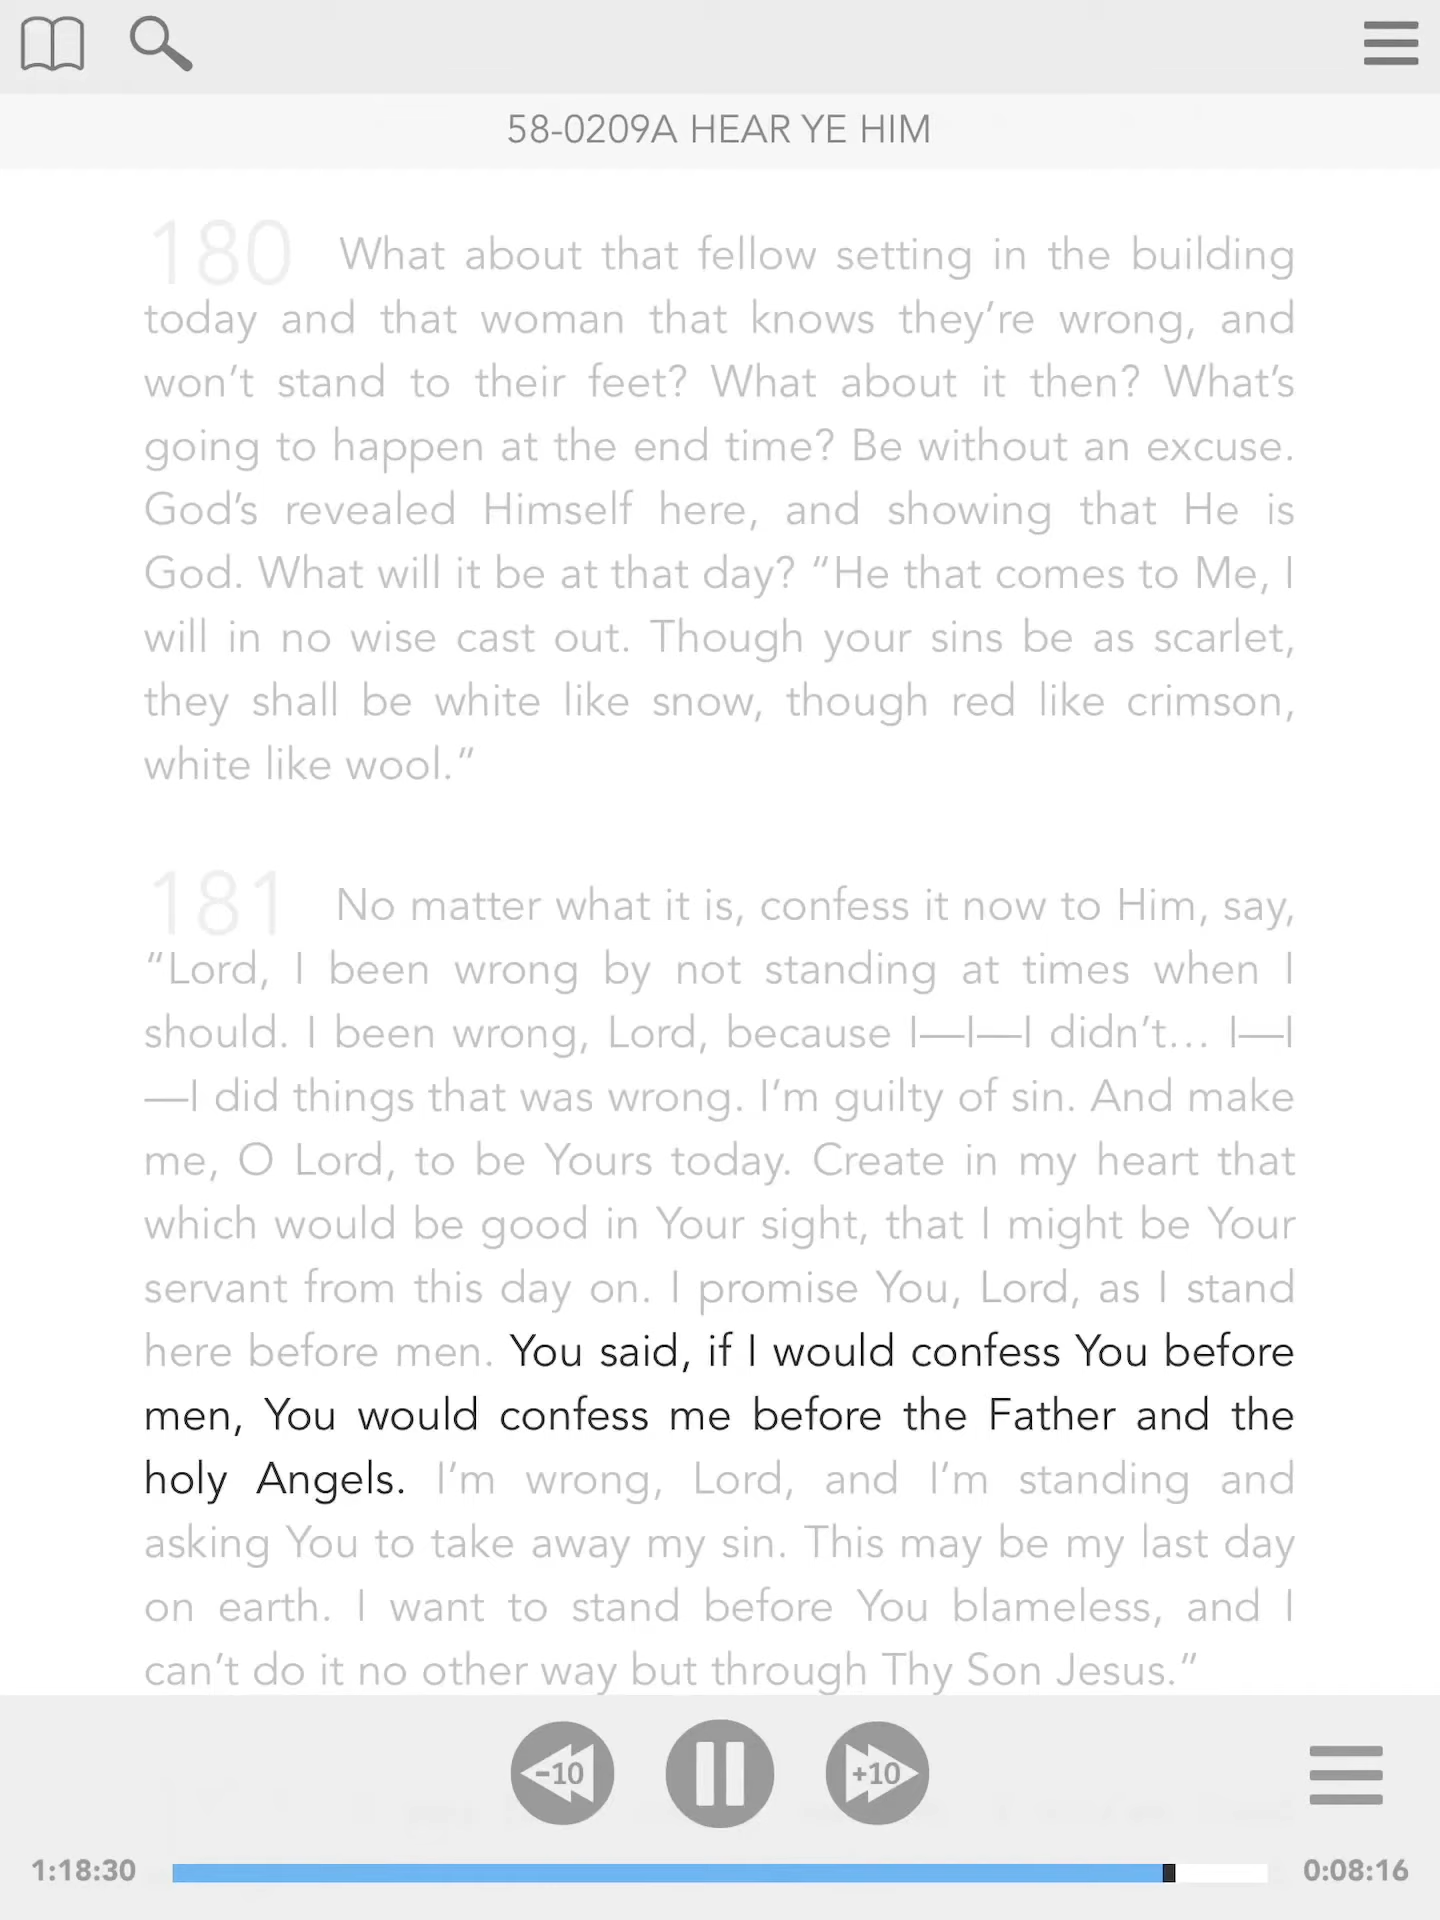 58-0209A HEAR YE HIM
180 What about that fellow setting in the building
today and that woman that knows they’re wrong, and
won’t stand to their feet? What about it then? What’s
going to happen at the end time? Be without an excuse.
God’s revealed Himself here, and showing that He is
God. What will it be at that day? “He that comes to Me, I
will in no wise cast out. Though your sins be as scarlet,
they shall be white like snow, though red like crimson,
white like wool.”
181 No matter what it is, confess it now to Him, say,
“Lord, I been wrong by not standing at times when I
should. I been wrong, Lord, because I—I—I didn’t… I—I
—I did things that was wrong. I’m guilty of sin. And make
me, O Lord, to be Yours today. Create in my heart that
which would be good in Your sight, that I might be Your
servant from this day on. I promise You, Lord, as I stand
here before men. You said, if I would confess You before
men, You would confess me before the Father and the
holy Angels. I’m wrong, Lord, and I’m standing and
asking You to take away my sin. This may be my last day
on earth. I want to stand before You blameless, and I
can’t do it no other way but through Thy Son Jesus.”
-10 +10
1:18:30 0:08:16